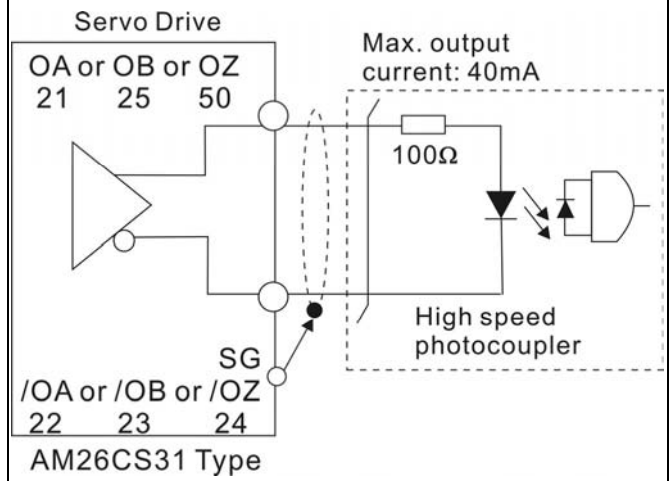 Servo Drive
OA or OB or OZ
21 25 50
Max. output
current: 40mA
100Ω
High speed
photocoupler
SG
/OA or /OB or /OZ
22 23 24
AM26CS31 Type